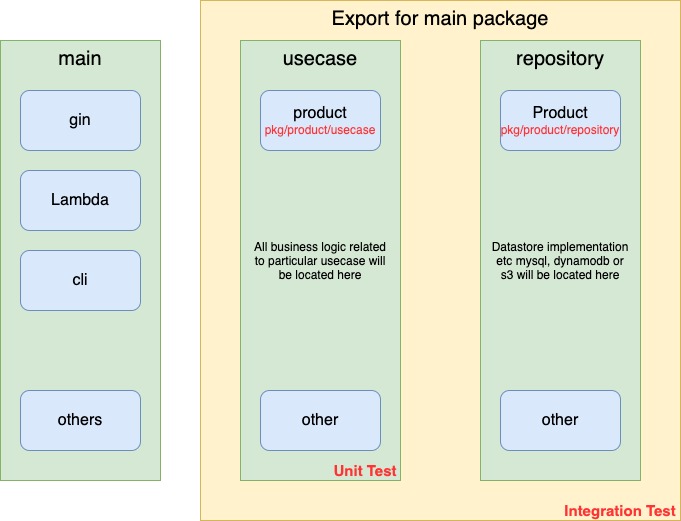 Export for main package
main
gin
Lambda
cli
others
usecase
product
pkg/product/usecase
All business logic related
to particular usecase will
be located here
other
Unit Test
repository
Product
pkg/product/repository
Datastore implementation
etc mysql, dynamodb or
s3 will be located here
other
Integration Test